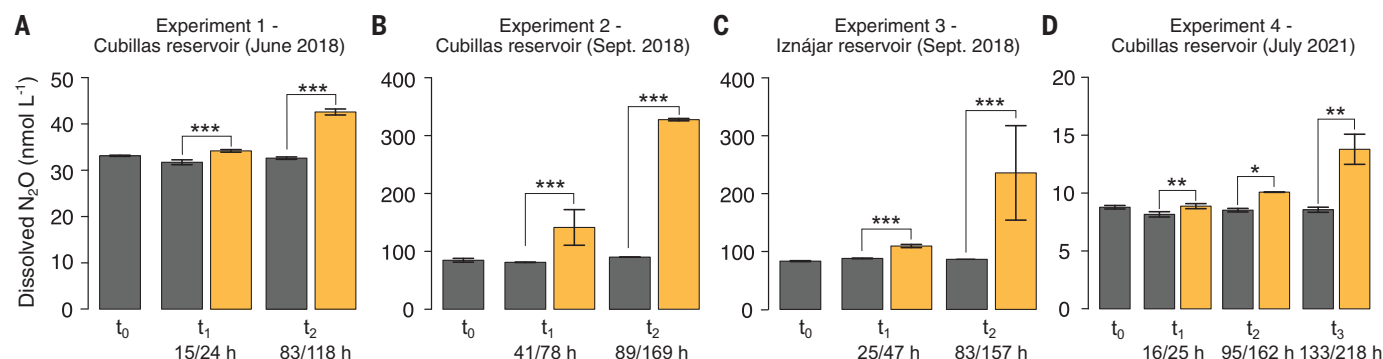 A
Experiment 1 -
Cubillas reservoir (June 2018)
Dissolved N₂O (nmol L⁻¹)
50
40
30
20
10
0
***
***
t₀
t₁
t₂
15/24 h
83/118 h
B
Experiment 2 -
Cubillas reservoir (Sept. 2018)
400
300
200
100
0
***
***
t₀
t₁
t₂
41/78 h
89/169 h
C
Experiment 3 -
Iznájar reservoir (Sept. 2018)
400
300
200
100
0
***
***
t₀
t₁
t₂
25/47 h
83/157 h
D
Experiment 4 -
Cubillas reservoir (July 2021)
20
15
10
5
0
**
*
**
t₀
t₁
t₂
t₃
16/25 h
95/162 h
133/218 h